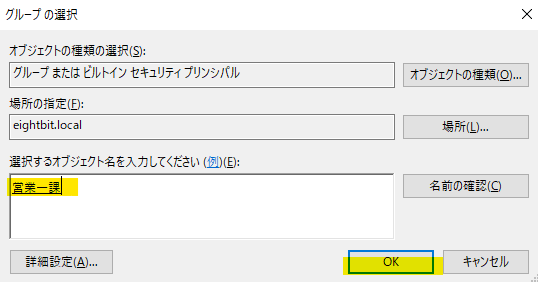 グループ の選択
オブジェクトの種類の選択(S):
グループ または ビルトイン セキュリティ プリンシパル
オブジェクトの種類(O)...
場所の指定(F):
eightbit.local
場所(L)...
選択するオブジェクト名を入力してください (例)(E):
営業一課
名前の確認(C)
詳細設定(A)...
OK
キャンセル